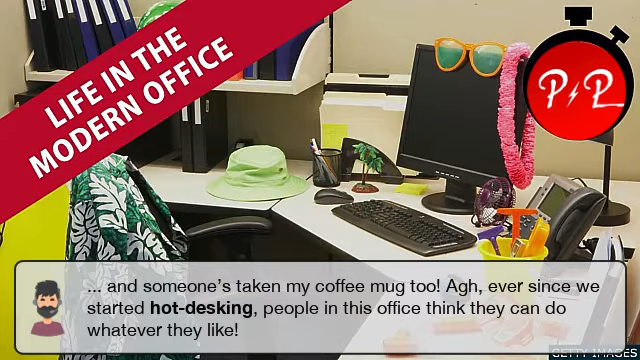 LIFE IN THE
MODERN OFFICE
P R
... and someone's taken my coffee mug too! Agh, ever since we
started hot-desking, people in this office think they can do
whatever they like!
GETTY IMAGES